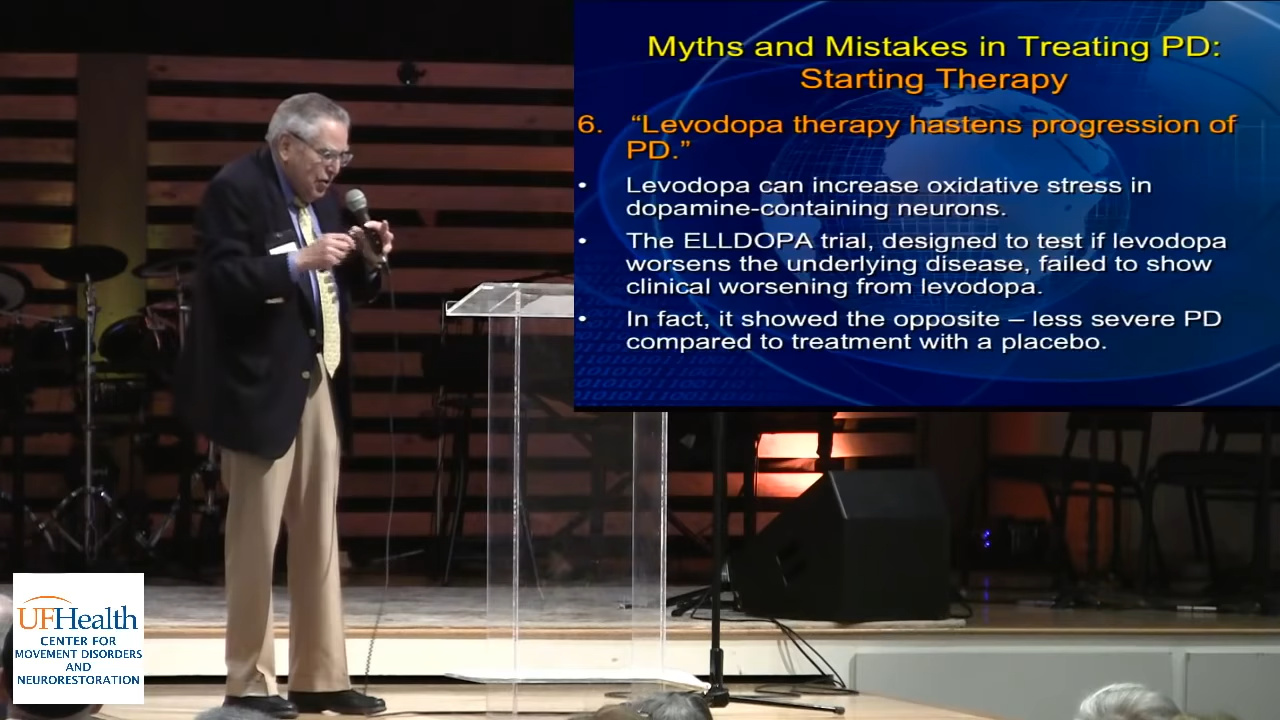 Myths and Mistakes in Treating PD:
Starting Therapy
6. “Levodopa therapy hastens progression of
PD.”
• Levodopa can increase oxidative stress in
dopamine-containing neurons.
• The ELLDOPA trial, designed to test if levodopa
worsens the underlying disease, failed to show
clinical worsening from levodopa.
• In fact, it showed the opposite – less severe PD
compared to treatment with a placebo.
UFHealth
CENTER FOR
MOVEMENT DISORDERS
AND
NEURORESTORATION